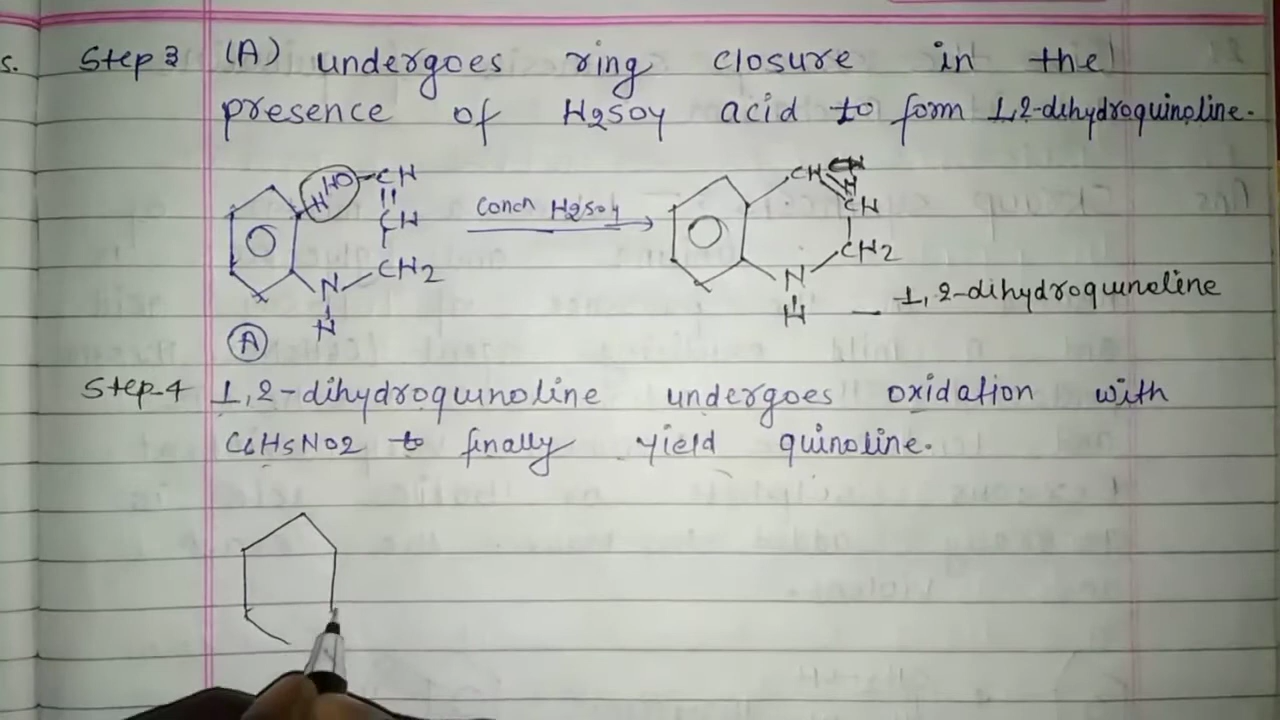 s.
Step 3 (A) undergoes ring closure in the
presence of H2SO4 acid to form 1,2-dihydroquinoline.
H HO CH
CH
CH2
N
H
A
Conc. H2SO4
CH
CH
CH2
N
H
1,2-dihydroquinoline
Step-4 1,2-dihydroquinoline undergoes oxidation with
C6H5NO2 to finally yield quinoline.